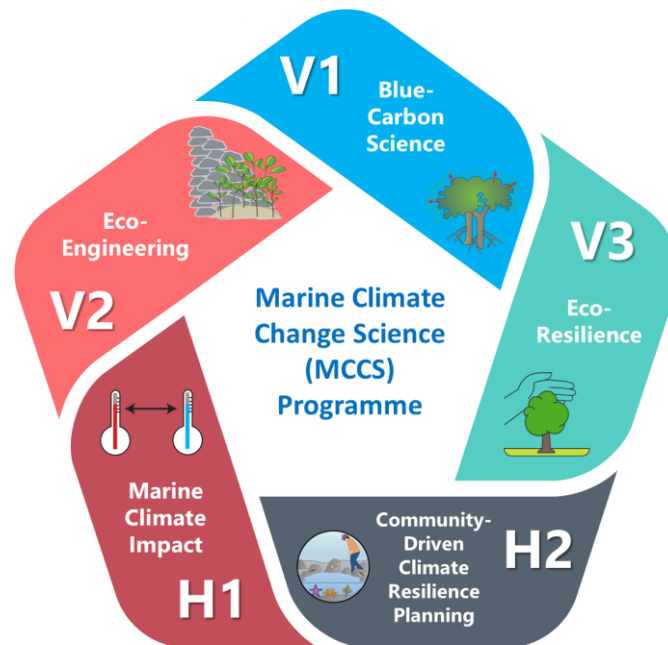 V1
Blue-
Carbon
Science
Eco-
Engineering
V2
V3
Eco-
Resilience
Marine Climate
Change Science
(MCCS)
Programme
Marine
Climate
Impact
H1
Community-
Driven
Climate
Resilience
Planning
H2